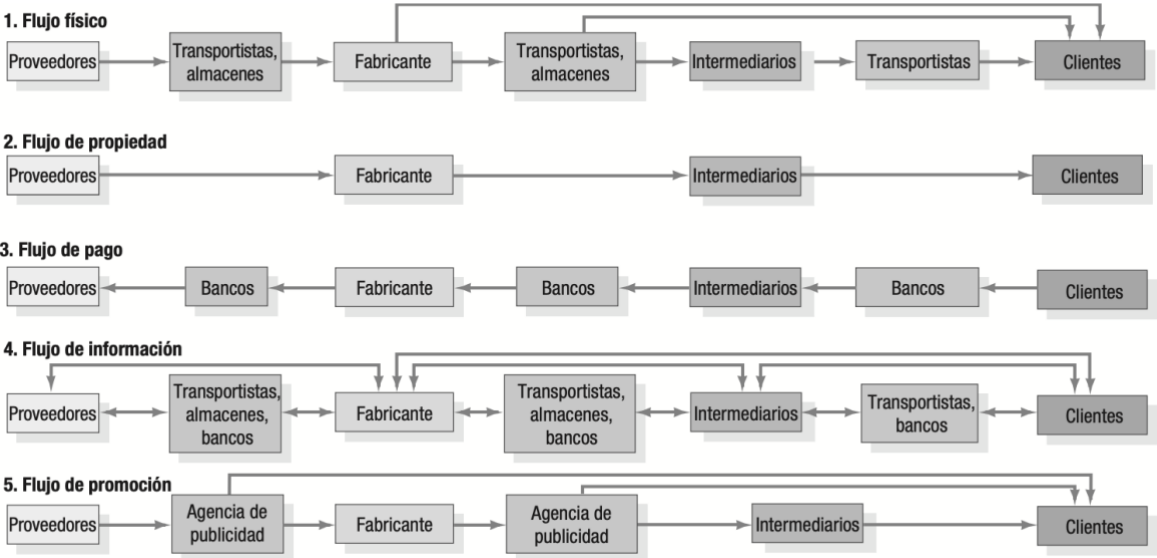 1. Flujo físico
Proveedores
Transportistas,
almacenes
Fabricante
Transportistas,
almacenes
Intermediarios
Transportistas
Clientes
2. Flujo de propiedad
Proveedores
Fabricante
Intermediarios
Clientes
3. Flujo de pago
Proveedores
Bancos
Fabricante
Bancos
Intermediarios
Bancos
Clientes
4. Flujo de información
Proveedores
Transportistas,
almacenes,
bancos
Fabricante
Transportistas,
almacenes,
bancos
Intermediarios
Transportistas,
bancos
Clientes
5. Flujo de promoción
Proveedores
Agencia de
publicidad
Fabricante
Agencia de
publicidad
Intermediarios
Clientes